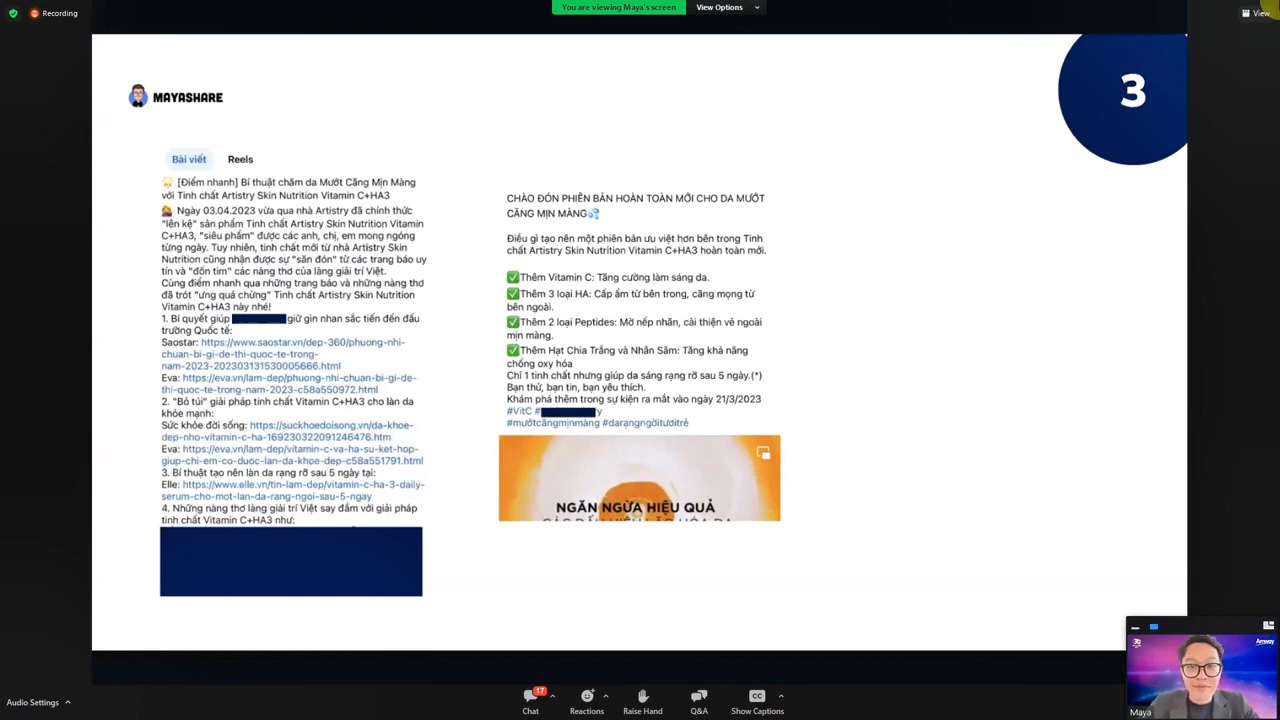 Recording
You are viewing Maya's screen
View Options
View
3
MAYASHARE
Bài viết
Reels
[Điểm nhanh] Bí thuật chăm da Mướt Căng Mịn Màng
với Tinh chất Artistry Skin Nutrition Vitamin C+HA3
Ngày 03.04.2023 vừa qua nhà Artistry đã chính thức
"lên kệ" sản phẩm Tinh chất Artistry Skin Nutrition Vitamin
C+HA3, "siêu phẩm" được các anh, chị, em mong ngóng
từng ngày. Tuy nhiên, tinh chất mới từ nhà Artistry Skin
Nutrition cũng nhận được sự "săn đón" từ các trang báo uy
tín và "đốn tim" các nàng thơ của làng giải trí Việt.
Cùng điểm nhanh qua những trang báo và những nàng thơ
đã trót "ưng quá chừng" Tinh chất Artistry Skin Nutrition
Vitamin C+HA3 này nhé!
1. Bí quyết giúp giữ gìn nhan sắc tiến đến đấu
trường Quốc tế:
Saostar: https://www.saostar.vn/dep-360/phuong-nhi-
chuan-bi-gi-de-thi-quoc-te-trong-
nam-2023-202303131530005666.html
Eva: https://eva.vn/lam-dep/phuong-nhi-chuan-bi-gi-de-
thi-quoc-te-trong-nam-2023-c58a550972.html
2. "Bỏ túi" giải pháp tinh chất Vitamin C+HA3 cho làn da
khỏe mạnh:
Sức khỏe đời sống: https://suckhoedoisong.vn/da-khoe-
dep-nho-vitamin-c-ha-169230322091246476.htm
Eva: https://eva.vn/lam-dep/vitamin-c-va-ha-su-ket-hop-
giup-chi-em-co-duoc-lan-da-khoe-dep-c58a551791.html
3. Bí thuật tạo nên làn da rạng rỡ sau 5 ngày tại:
Elle: https://www.elle.vn/tin-lam-dep/vitamin-c-ha-3-daily-
serum-cho-mot-lan-da-rang-ngoi-sau-5-ngay
4. Những nàng thơ làng giải trí Việt say đắm với giải pháp
tinh chất Vitamin C+HA3 như:
CHÀO ĐÓN PHIÊN BẢN HOÀN TOÀN MỚI CHO DA MƯỚT
CĂNG MỊN MÀNG
Điều gì tạo nên một phiên bản ưu việt hơn bên trong Tinh
chất Artistry Skin Nutrition Vitamin C+HA3 hoàn toàn mới.
Thêm Vitamin C: Tăng cường làm sáng da.
Thêm 3 loại HA: Cấp ẩm từ bên trong, căng mọng từ
bên ngoài.
Thêm 2 loại Peptides: Mờ nếp nhăn, cải thiện vẻ ngoài
mịn màng.
Thêm Hạt Chia Trắng và Nhân Sâm: Tăng khả năng
chống oxy hóa
Chỉ 1 tinh chất nhưng giúp da sáng rạng rỡ sau 5 ngày.(*)
Bạn thử, bạn tin, bạn yêu thích.
Khám phá thêm trong sự kiện ra mắt vào ngày 21/3/2023
#VitC #
#mướtcăngmịnmàng #darạngngờitươitrẻ
NGĂN NGỪA HIỆU QUẢ
CÁC DẤU HIỆU LÃO HÓA DA
Amway
Maya
Audio Settings
17
Chat
Reactions
Raise Hand
Q&A
CC
Show Captions